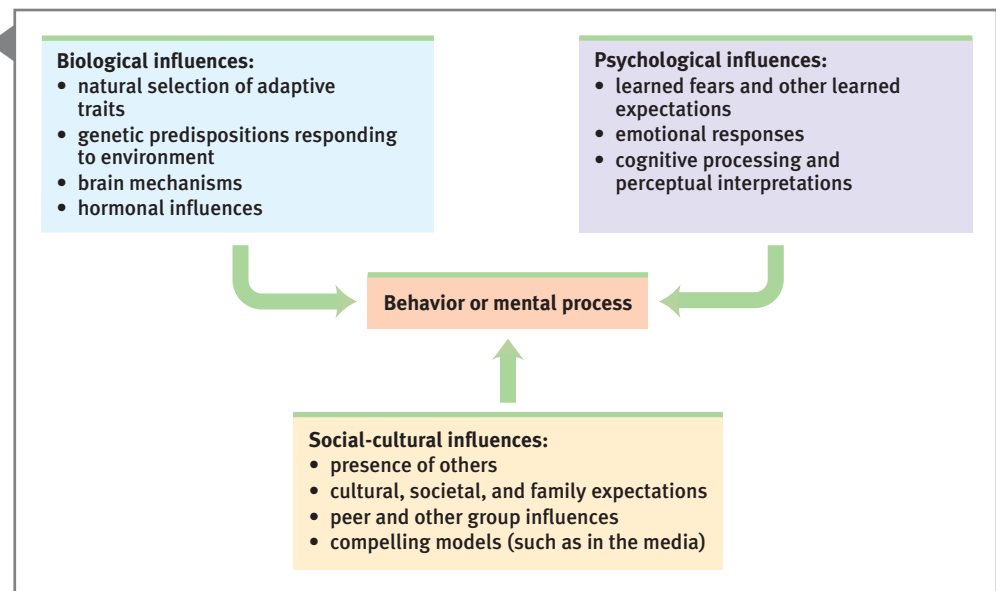 Biological influences:
• natural selection of adaptive
traits
• genetic predispositions responding
to environment
• brain mechanisms
• hormonal influences
Psychological influences:
• learned fears and other learned
expectations
• emotional responses
• cognitive processing and
perceptual interpretations
Behavior or mental process
Social-cultural influences:
• presence of others
• cultural, societal, and family expectations
• peer and other group influences
• compelling models (such as in the media)